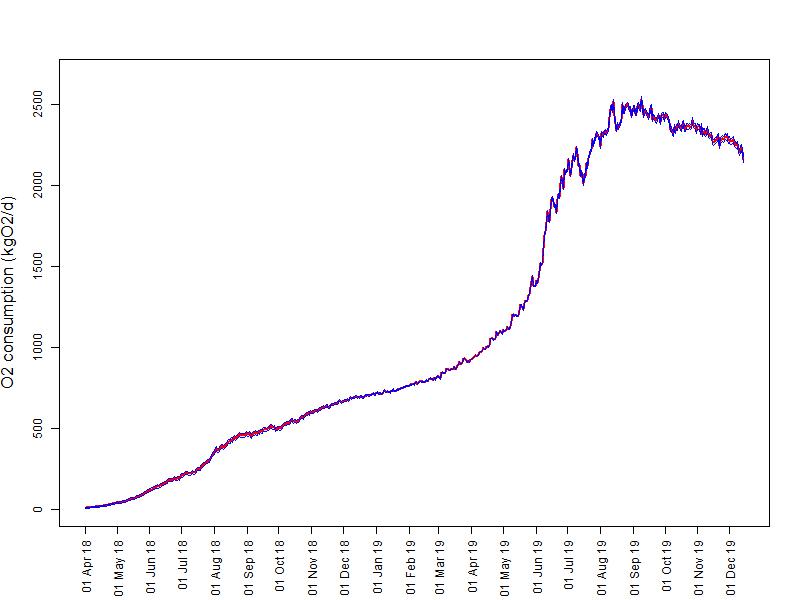 O2 consumption (kgO2/d)
2500
2000
1500
1000
500
0
01 Apr 18
01 May 18
01 Jun 18
01 Jul 18
01 Aug 18
01 Sep 18
01 Oct 18
01 Nov 18
01 Dec 18
01 Jan 19
01 Feb 19
01 Mar 19
01 Apr 19
01 May 19
01 Jun 19
01 Jul 19
01 Aug 19
01 Sep 19
01 Oct 19
01 Nov 19
01 Dec 19